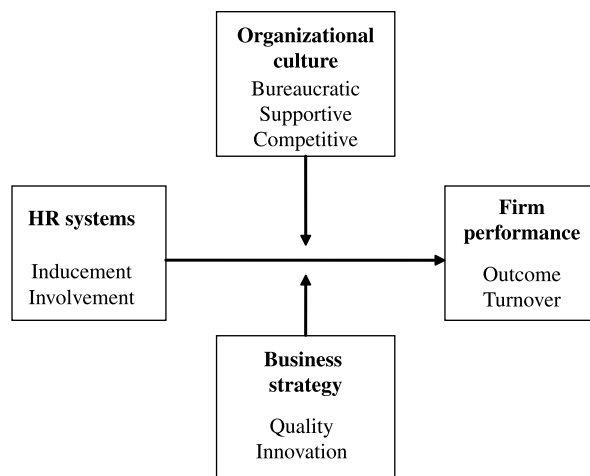 Organizational
culture
Bureaucratic
Supportive
Competitive
HR systems
Inducement
Involvement
Firm
performance
Outcome
Turnover
Business
strategy
Quality
Innovation